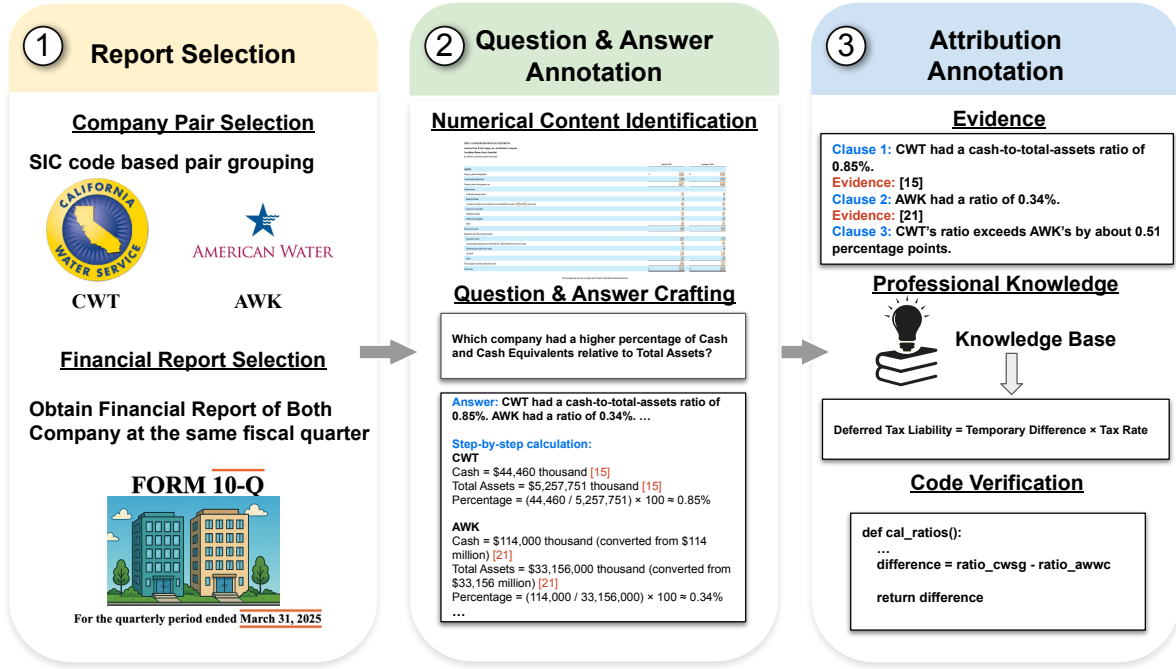 1
Report Selection
Company Pair Selection
SIC code based pair grouping
CALIFORNIA
WATER SERVICE
AMERICAN WATER
CWT
AWK
Financial Report Selection
Obtain Financial Report of Both
Company at the same fiscal quarter
FORM 10-Q
For the quarterly period ended March 31, 2025
2
Question & Answer
Annotation
Numerical Content Identification
Question & Answer Crafting
Which company had a higher percentage of Cash
and Cash Equivalents relative to Total Assets?
Answer: CWT had a cash-to-total-assets ratio of
0.85%. AWK had a ratio of 0.34%. ...
Step-by-step calculation:
CWT
Cash = $44,460 thousand [15]
Total Assets = $5,257,751 thousand [15]
Percentage = (44,460 / 5,257,751) × 100 ≈ 0.85%
AWK
Cash = $114,000 thousand (converted from $114
million) [21]
Total Assets = $33,156,000 thousand (converted from
$33,156 million) [21]
Percentage = (114,000 / 33,156,000) × 100 ≈ 0.34%
...
3
Attribution
Annotation
Evidence
Clause 1: CWT had a cash-to-total-assets ratio of
0.85%.
Evidence: [15]
Clause 2: AWK had a ratio of 0.34%.
Evidence: [21]
Clause 3: CWT's ratio exceeds AWK's by about 0.51
percentage points.
Professional Knowledge
Knowledge Base
Deferred Tax Liability = Temporary Difference × Tax Rate
Code Verification
def cal_ratios():
...
difference = ratio_cwsg - ratio_awwc
return difference